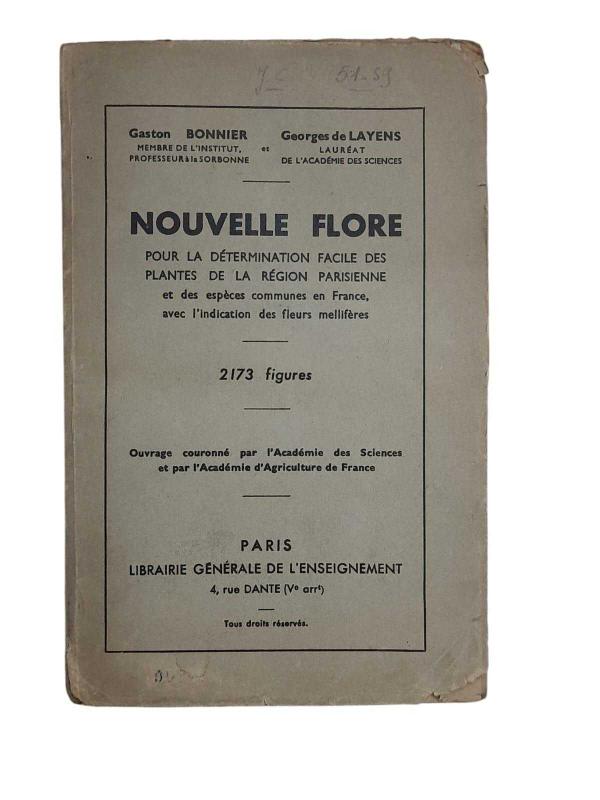 Gaston BONNIER et Georges de LAYENS
MEMBRE DE L'INSTITUT, LAURÉAT
PROFESSEUR à la SORBONNE DE L'ACADÉMIE DES SCIENCES
NOUVELLE FLORE
POUR LA DÉTERMINATION FACILE DES
PLANTES DE LA RÉGION PARISIENNE
et des espèces communes en France,
avec l'indication des fleurs mellifères
2173 figures
Ouvrage couronné par l'Académie des Sciences
et par l'Académie d'Agriculture de France
PARIS
LIBRAIRIE GÉNÉRALE DE L'ENSEIGNEMENT
4, rue DANTE (Ve arrt)
Tous droits réservés.